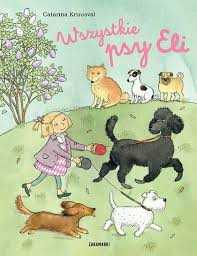 Catarina Kruusval
Wszystkie
psy Eli
ZAKAMARKI